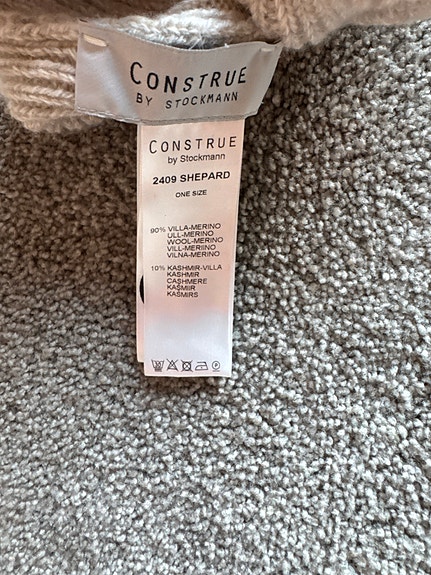 CONSTRUE
BY STOCKMANN
CONSTRUE
by Stockmann
2409 SHEPARD
ONE SIZE
90% VILLA-MERINO
ULL-MERINO
WOOL-MERINO
VILL-MERIINO
VILNA-MERINO
10% KASHMIR-VILLA
KASHMIR
CASHMERE
KAŠMIIR
KAŠMIRS